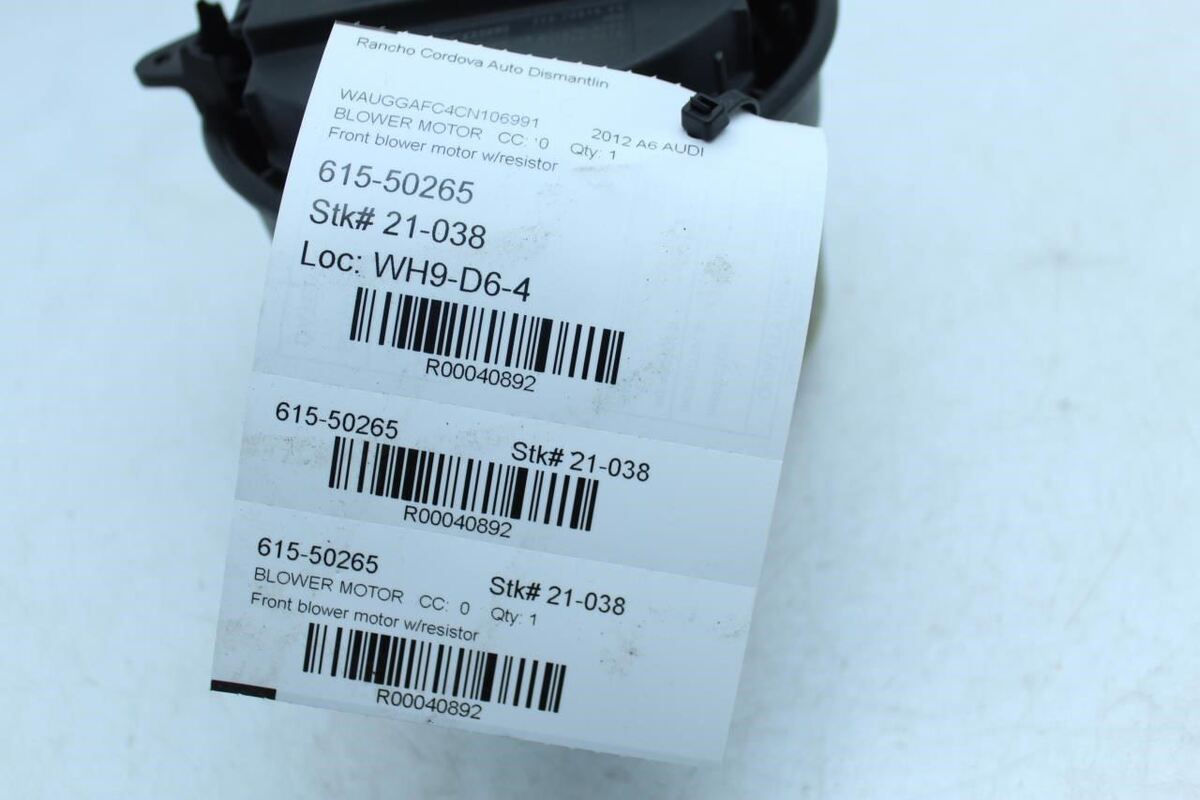 Rancho Cordova Auto Dismantlin
WAUGGAFC4CN106991 2012 A6 AUDI
BLOWER MOTOR CC: 0 Qty: 1
Front blower motor w/resistor
615-50265
Stk# 21-038
Loc: WH9-D6-4
R00040892
615-50265 Stk# 21-038
R00040892
615-50265 Stk# 21-038
BLOWER MOTOR CC: 0 Qty: 1
Front blower motor w/resistor
R00040892